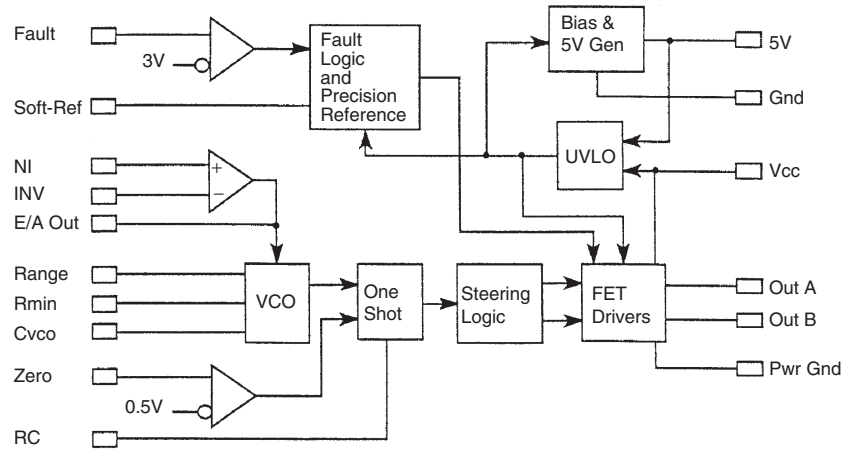 Fault
3V
Fault
Logic
and
Precision
Reference
Bias &
5V Gen
5V
Gnd
Soft-Ref
UVLO
Vcc
NI
+
INV
−
E/A Out
Range
Rmin
Cvco
VCO
One
Shot
Steering
Logic
FET
Drivers
Out A
Out B
Pwr Gnd
Zero
0.5V
RC